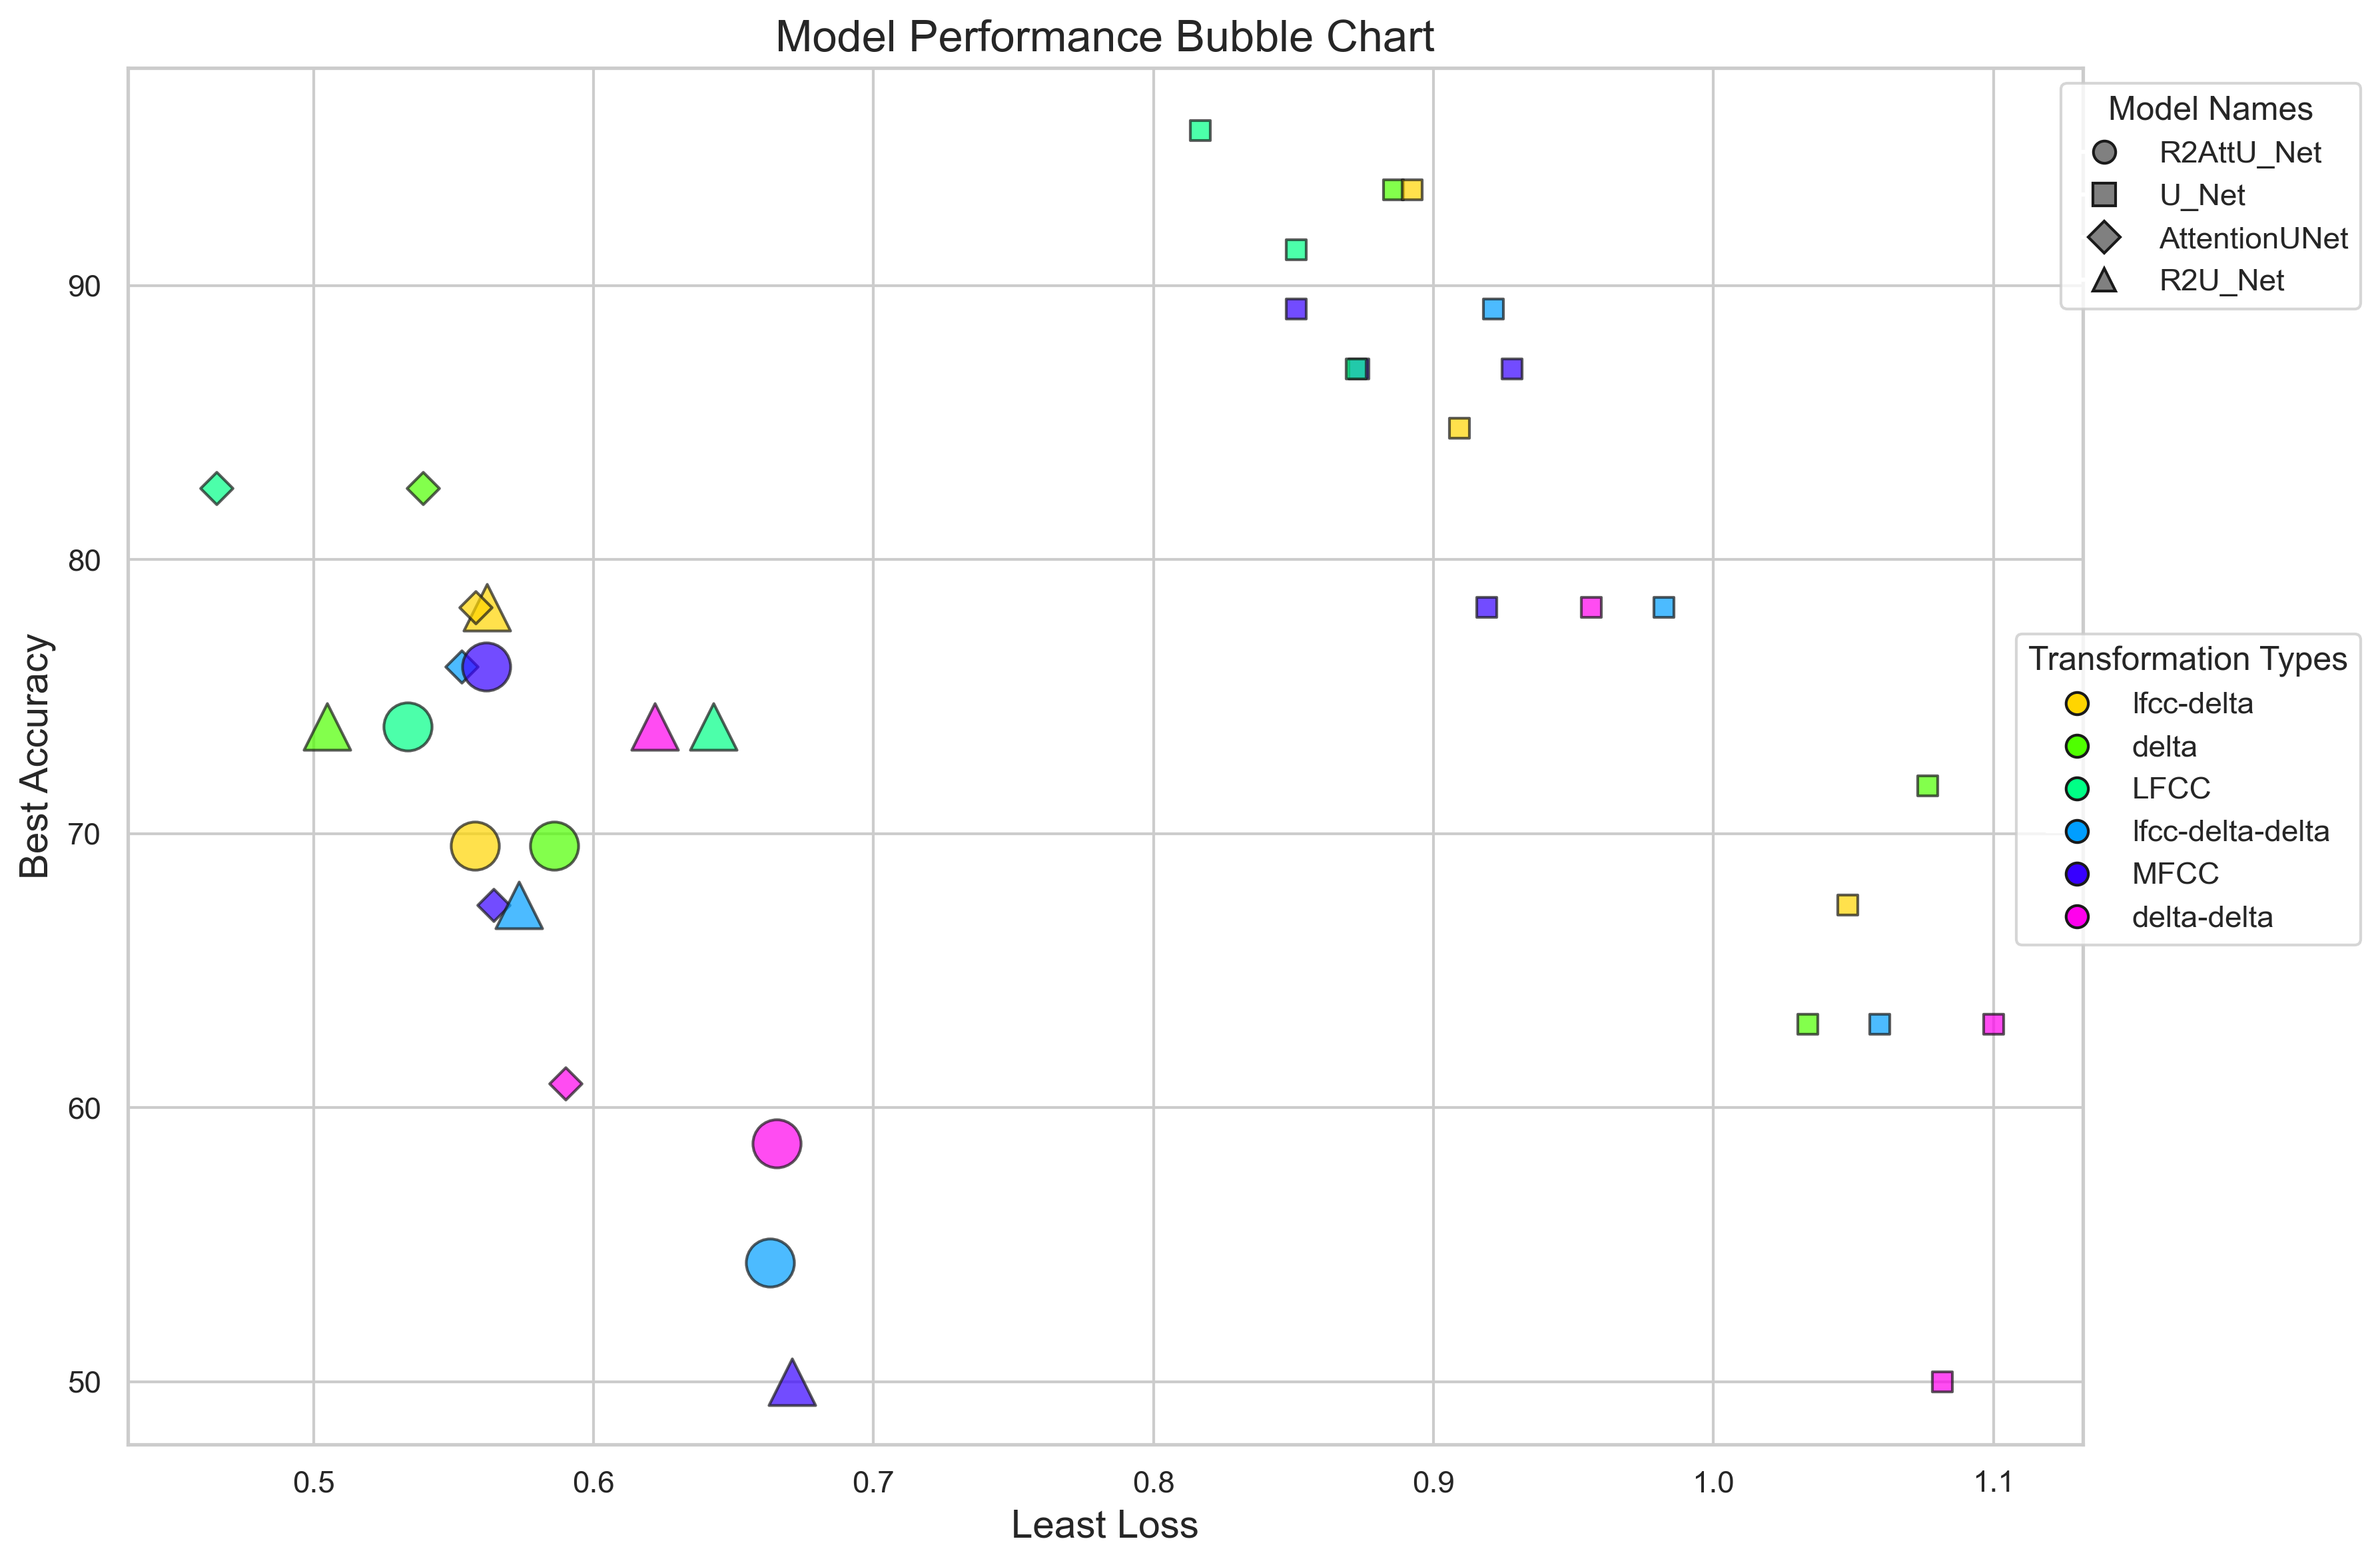 Model Performance Bubble Chart
Model Names
R2AttU_Net
U_Net
AttentionUNet
R2U_Net
Transformation Types
lfcc-delta
delta
LFCC
lfcc-delta-delta
MFCC
delta-delta
Best Accuracy
90
80
70
60
50
0.5 0.6 0.7 0.8 0.9 1.0 1.1
Least Loss